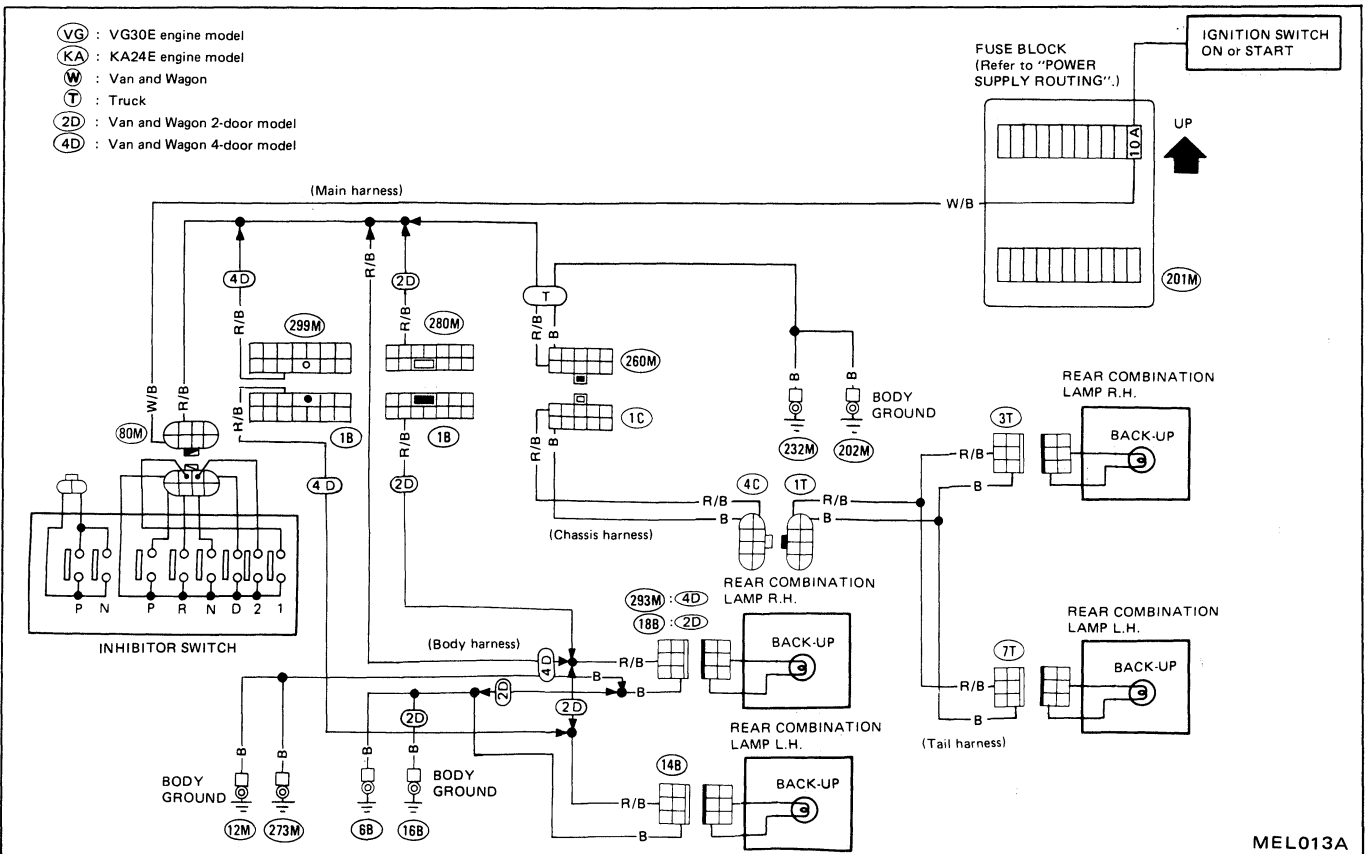 VG : VG30E engine model
KA : KA24E engine model
W : Van and Wagon
T : Truck
2D : Van and Wagon 2-door model
4D : Van and Wagon 4-door model
IGNITION SWITCH
ON or START
FUSE BLOCK
(Refer to "POWER
SUPPLY ROUTING".)
UP
10A
W/B
201M
(Main harness)
4D
R/B
2D
T
R/B
299M
R/B
280M
R/B
B
260M
W/B
R/B
80M
R/B
1B
R/B
1B
R/B
B
1C
B
B
BODY
GROUND
232M
202M
4D
2D
REAR COMBINATION
LAMP R.H.
3T
BACK-UP
R/B
B
4C
1T
R/B
R/B
B
B
(Chassis harness)
P
N
P
R
N
D
2
1
INHIBITOR SWITCH
REAR COMBINATION
LAMP R.H.
293M : 4D
18B : 2D
BACK-UP
(Body harness)
4D
R/B
B
B
2D
2D
2D
REAR COMBINATION
LAMP L.H.
7T
BACK-UP
R/B
B
(Tail harness)
REAR COMBINATION
LAMP L.H.
14B
BACK-UP
R/B
B
B
B
B
B
BODY
GROUND
BODY
GROUND
12M
273M
6B
16B
MEL013A